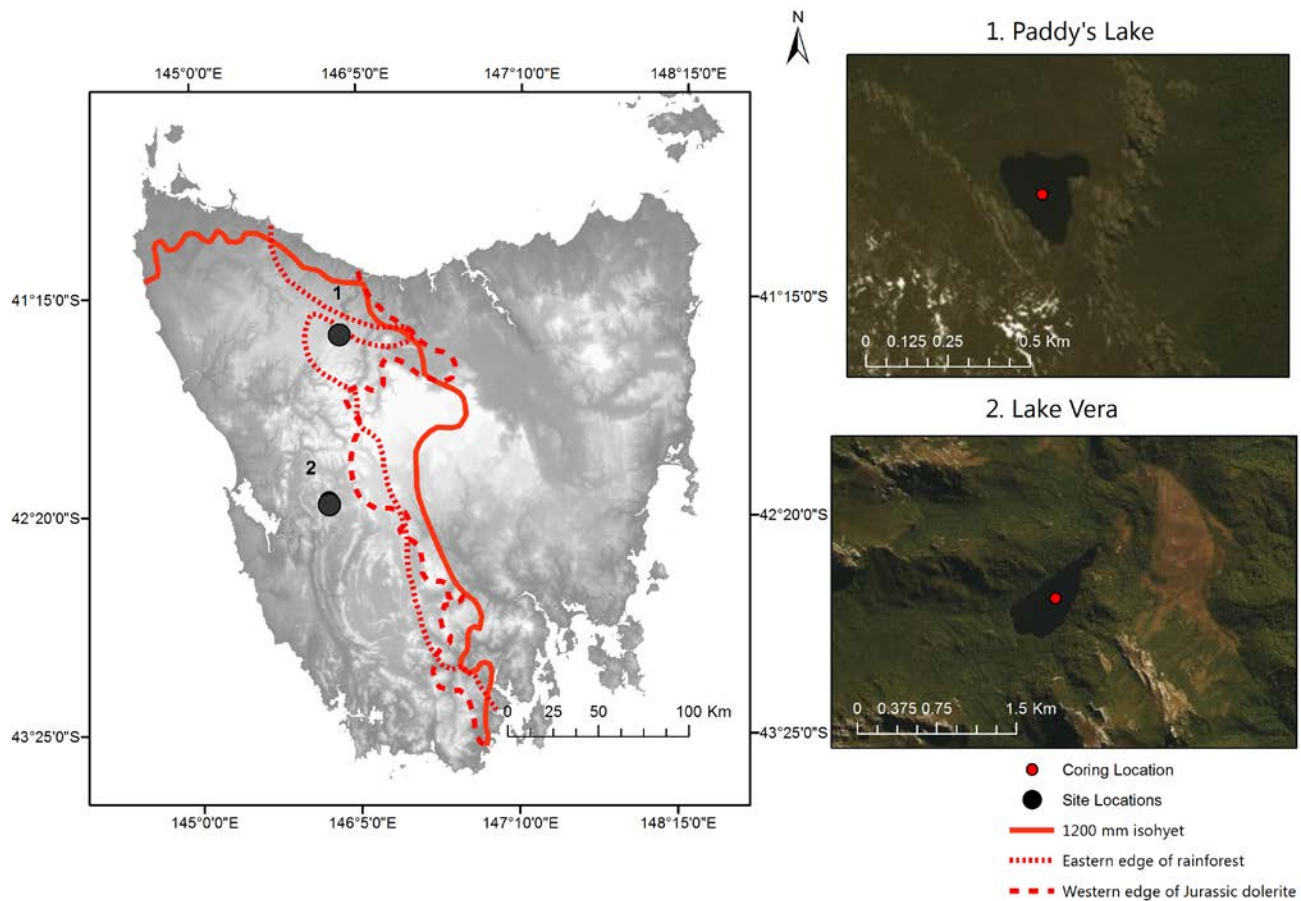 N
145°0'0"E 146°5'0"E 147°10'0"E 148°15'0"E
41°15'0"S
42°20'0"S
43°25'0"S
1
2
0 25 50 100 Km
145°0'0"E 146°5'0"E 147°10'0"E 148°15'0"E
41°15'0"S
42°20'0"S
43°25'0"S
1. Paddy's Lake
0 0.125 0.25 0.5 Km
2. Lake Vera
0 0.375 0.75 1.5 Km
Coring Location
Site Locations
1200 mm isohyet
Eastern edge of rainforest
Western edge of Jurassic dolerite